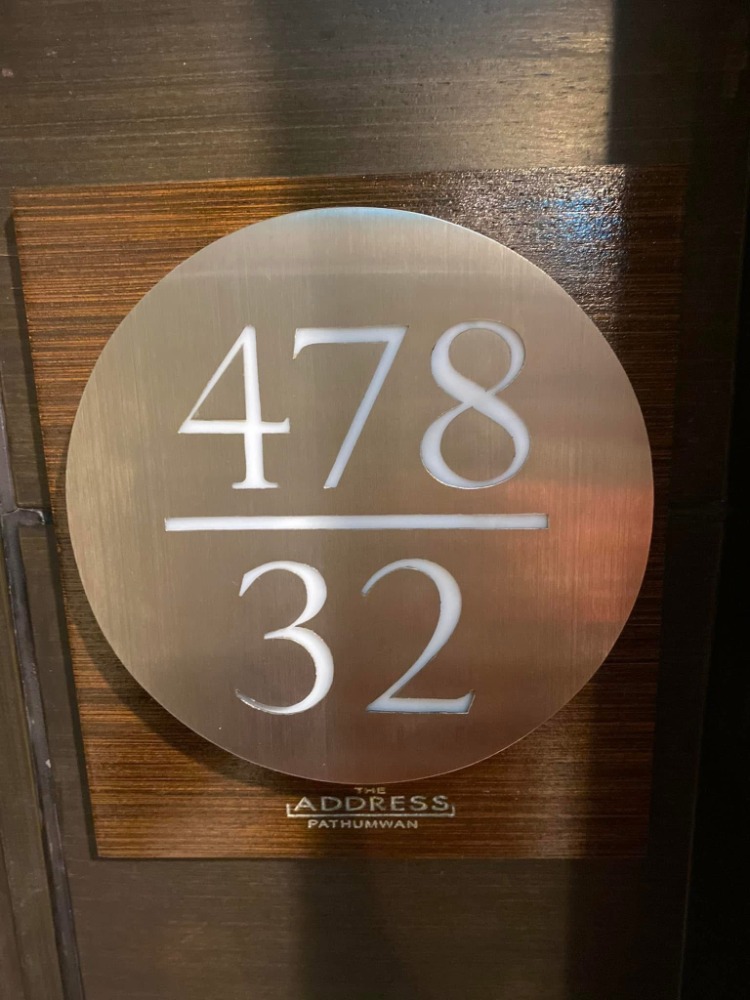 478
32
THE
ADDRESS
PATHUMWAN